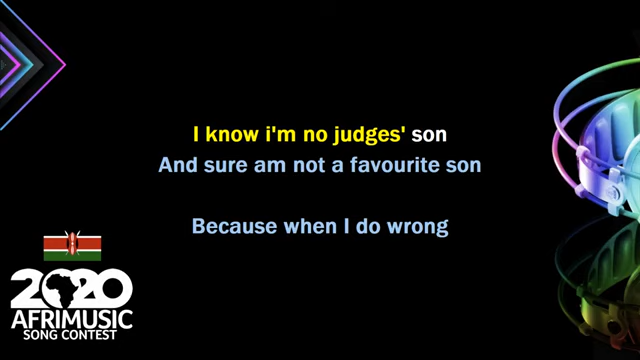 I know i'm no judges' son
And sure am not a favourite son
Because when I do wrong
2020
AFRIMUSIC
SONG CONTEST